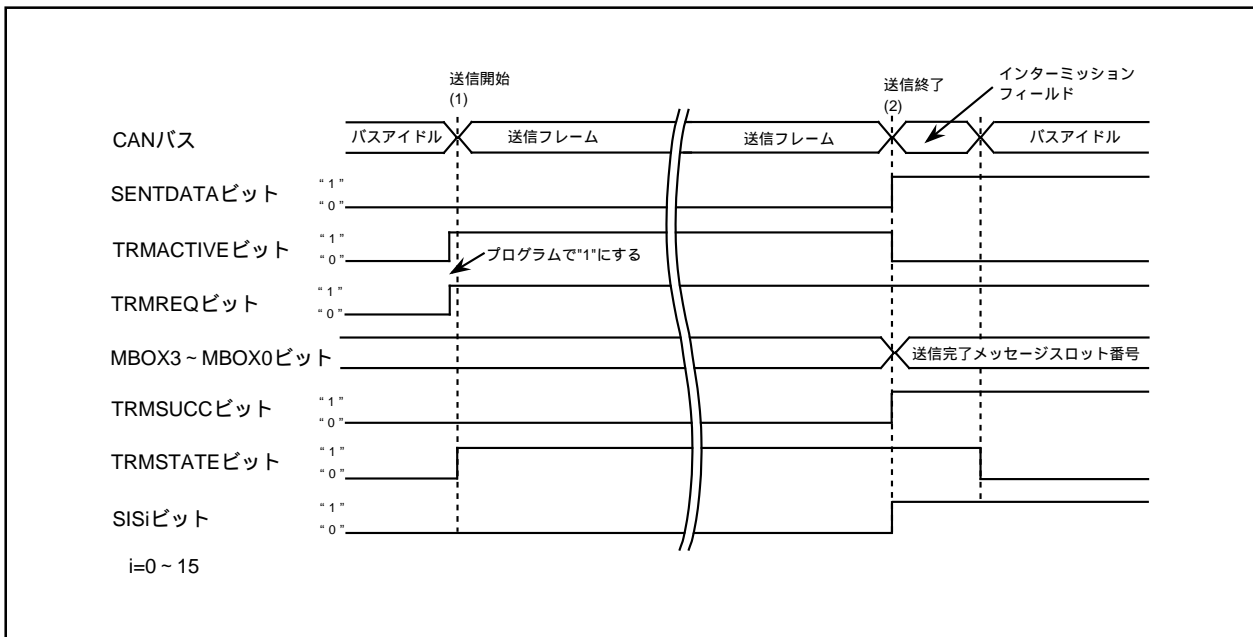 送信開始
(1)
送信終了
(2)
インターミッション
フィールド
CANバス
バスアイドル
送信フレーム
送信フレーム
バスアイドル
SENTDATAビット
“1”
“0”
TRMACTIVEビット
“1”
“0”
プログラムで"1"にする
TRMREQビット
“1”
“0”
MBOX3~MBOX0ビット
送信完了メッセージスロット番号
TRMSUCCビット
“1”
“0”
TRMSTATEビット
“1”
“0”
SISiビット
“1”
“0”
i=0~15